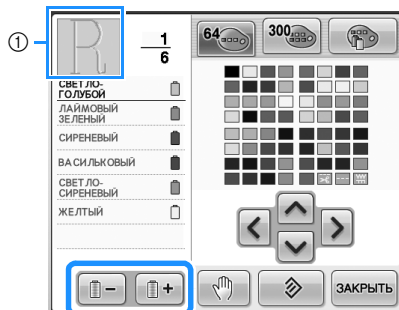 ①
R
1
6
64
300
СВЕТЛО-
ГОЛУБОЙ
ЛАЙМОВЫЙ
ЗЕЛЕНЫЙ
СИРЕНЕВЫЙ
ВАСИЛЬКОВЫЙ
СВЕТЛО-
СИРЕНЕВЫЙ
ЖЕЛТЫЙ
ЗАКРЫТЬ